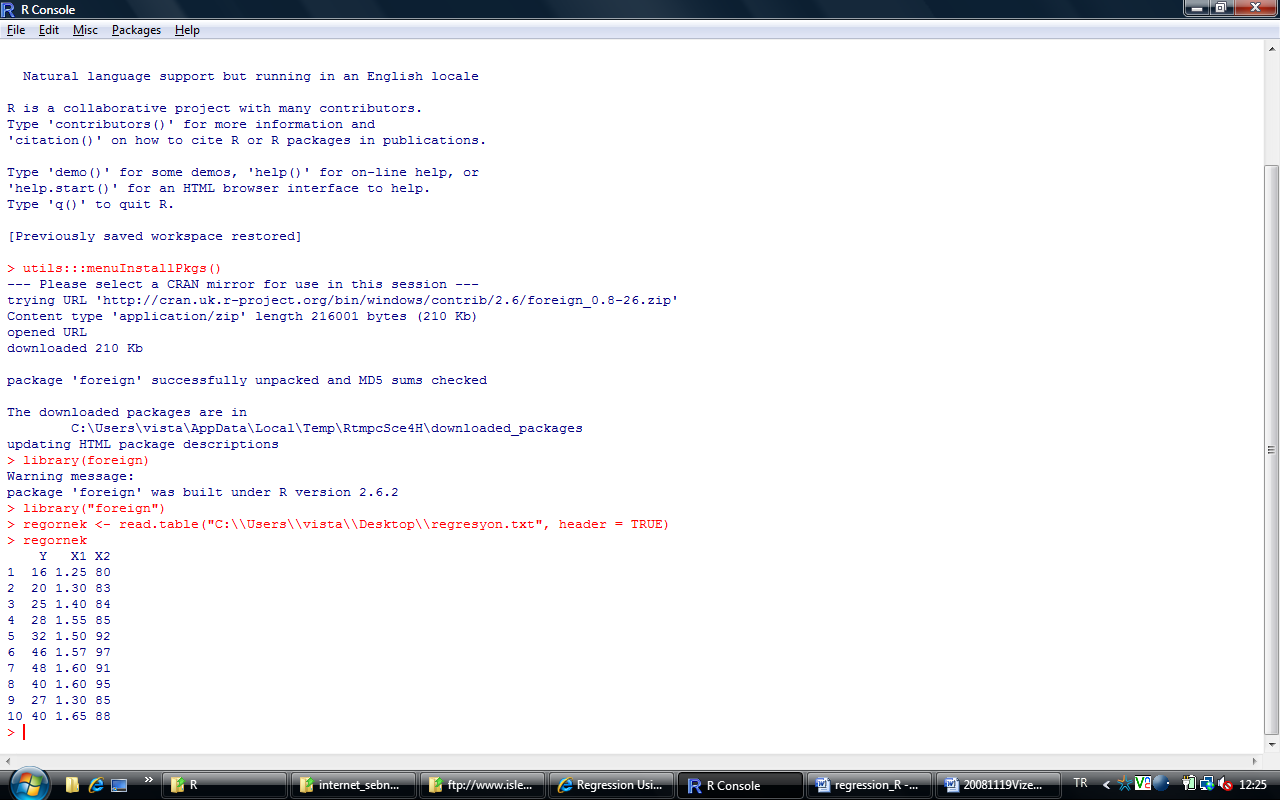 R Console
File Edit Misc Packages Help
Natural language support but running in an English locale
R is a collaborative project with many contributors.
Type 'contributors()' for more information and
'citation()' on how to cite R or R packages in publications.
Type 'demo()' for some demos, 'help()' for on-line help, or
'help.start()' for an HTML browser interface to help.
Type 'q()' to quit R.
[Previously saved workspace restored]
> utils:::menuInstallPkgs()
--- Please select a CRAN mirror for use in this session ---
trying URL 'http://cran.uk.r-project.org/bin/windows/contrib/2.6/foreign_0.8-26.zip'
Content type 'application/zip' length 216001 bytes (210 Kb)
opened URL
downloaded 210 Kb
package 'foreign' successfully unpacked and MD5 sums checked
The downloaded packages are in
C:\Users\vista\AppData\Local\Temp\RtmpcSce4H\downloaded_packages
updating HTML package descriptions
> library(foreign)
Warning message:
package 'foreign' was built under R version 2.6.2
> library("foreign")
> regornek <- read.table("C:\\Users\\vista\\Desktop\\regresyon.txt", header = TRUE)
> regornek
Y X1 X2
1 16 1.25 80
2 20 1.30 83
3 25 1.40 84
4 28 1.55 85
5 32 1.50 92
6 46 1.57 97
7 48 1.60 91
8 40 1.60 95
9 27 1.30 85
10 40 1.65 88
>
R internet_sebn... ftp://www.isle... Regression Usi... R Console regression_R -... 20081119Vize... TR 12:25